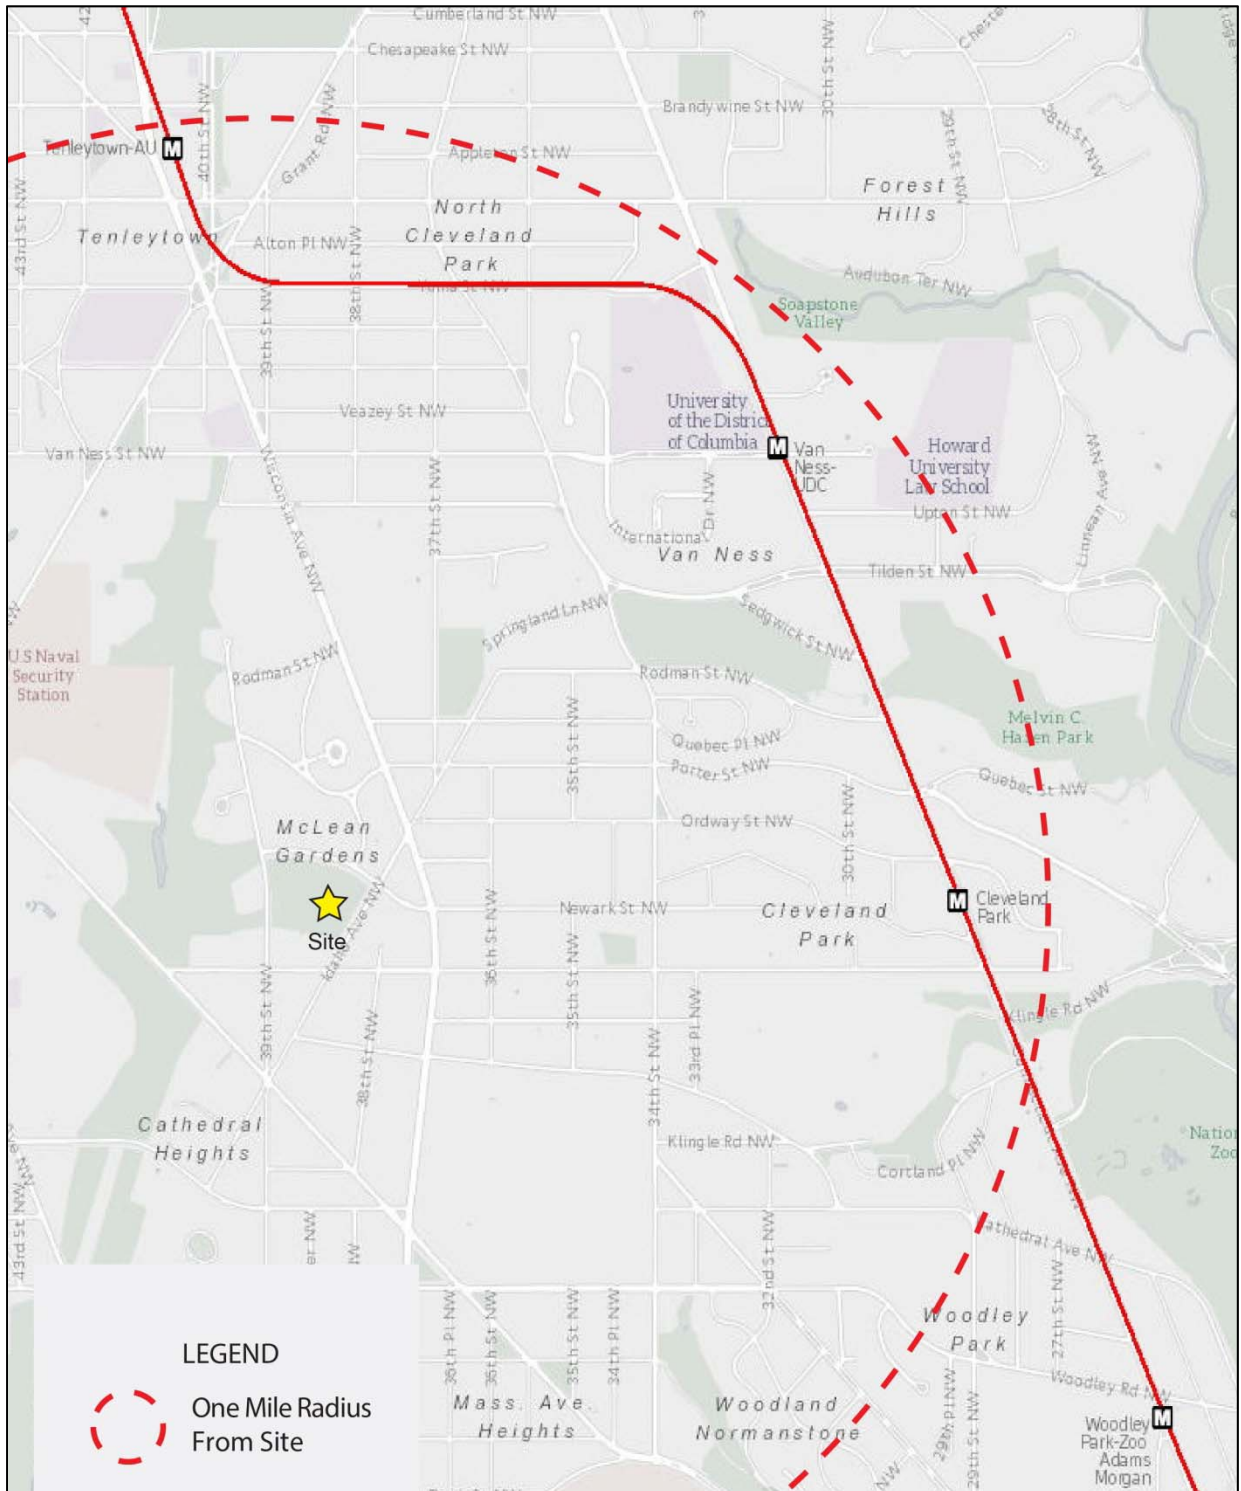 Cumberland St NW
42
3
Chesapeake St NW
40th St NW
Grant Rd NW
Brandywine St NW
30th St NW
29th St NW
28th St NW
Tenleytown-AU
M
Appleton St NW
Forest
Hills
North
Cleveland
Park
Tenleytown
43rd St NW
Alton Pl NW
38th St NW
Yuma St NW
Audubon Ter NW
Soapstone
Valley
39th St NW
Veazey St NW
University
of the District
of Columbia
M
Van
Ness-
UDC
Howard
University
Law School
Van Ness St NW
Wisconsin Ave NW
37th St NW
Upton St NW
Linnean Ave NW
International
Dr NW
Van Ness
Tilden St NW
Springland Ln NW
Sedgwick St NW
U.S Naval
Security
Station
Rodman St NW
Rodman St NW
35th St NW
Quebec Pl NW
Porter St NW
Melvin C.
Hazen Park
Quebec St NW
Ordway St NW
30th St NW
McLean
Gardens
Site
Idaho Ave NW
36th St NW
Newark St NW
35th St NW
Cleveland
Park
M
Cleveland
Park
39th St NW
38th St NW
34th St NW
33rd Pl NW
Klingle Rd NW
Cathedral
Heights
Klingle Rd NW
Cortland Pl NW
43rd St NW
32nd St NW
Cathedral Ave NW
27th St NW
Woodley
Park
Woodley Rd NW
36th Pl NW
36th St NW
35th St NW
34th Pl NW
Mass. Ave.
Heights
Woodland
Normanstone
29th Pl NW
29th St NW
M
Woodley
Park-Zoo
Adams
Morgan
LEGEND
One Mile Radius
From Site